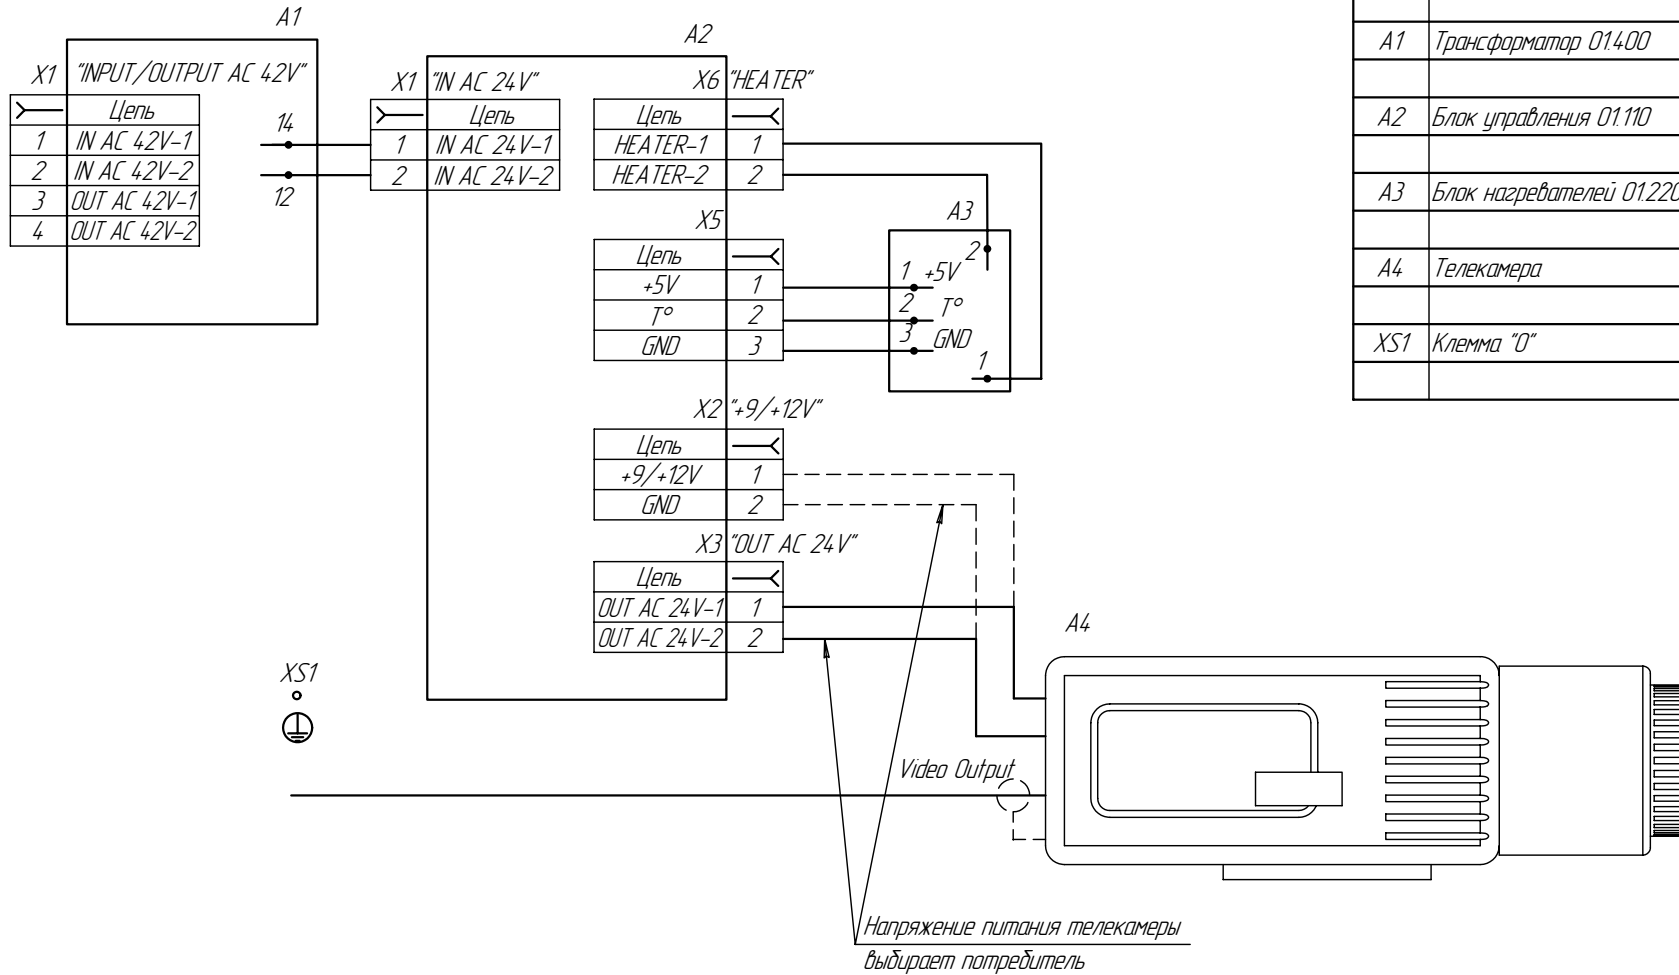 A1
X1 "INPUT/OUTPUT AC 42V"
Цепь
1 IN AC 42V-1
2 IN AC 42V-2
3 OUT AC 42V-1
4 OUT AC 42V-2
14
12
A2
X1 "IN AC 24V"
Цепь
1 IN AC 24V-1
2 IN AC 24V-2
X6 "HEATER"
Цепь
HEATER-1 1
HEATER-2 2
X5
Цепь
+5V 1
T° 2
GND 3
A3
2
1 +5V
2 T°
3 GND
1
X2 "+9/+12V"
Цепь
+9/+12V 1
GND 2
X3 "OUT AC 24V"
Цепь
OUT AC 24V-1 1
OUT AC 24V-2 2
XS1
A4
Video Output
Напряжение питания телекамеры
выбирает потребитель
A1 Трансформатор 01.400
A2 Блок управления 01.110
A3 Блок нагревателей 01.220
A4 Телекамера
XS1 Клемма "0"